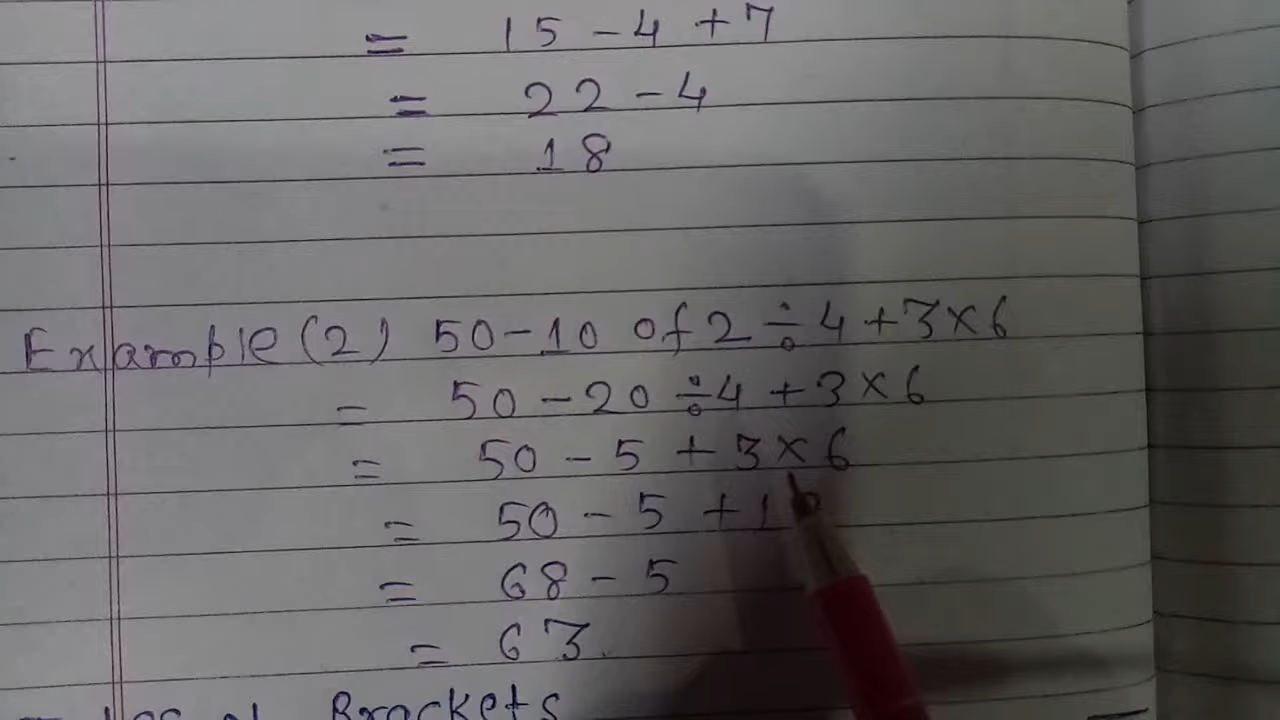 = 15 - 4 + 7
= 22 - 4
= 18
Example (2) 50 - 10 of 2 ÷ 4 + 3 × 6
= 50 - 20 ÷ 4 + 3 × 6
= 50 - 5 + 3 × 6
= 50 - 5 + 1
= 68 - 5
= 63.
Brackets